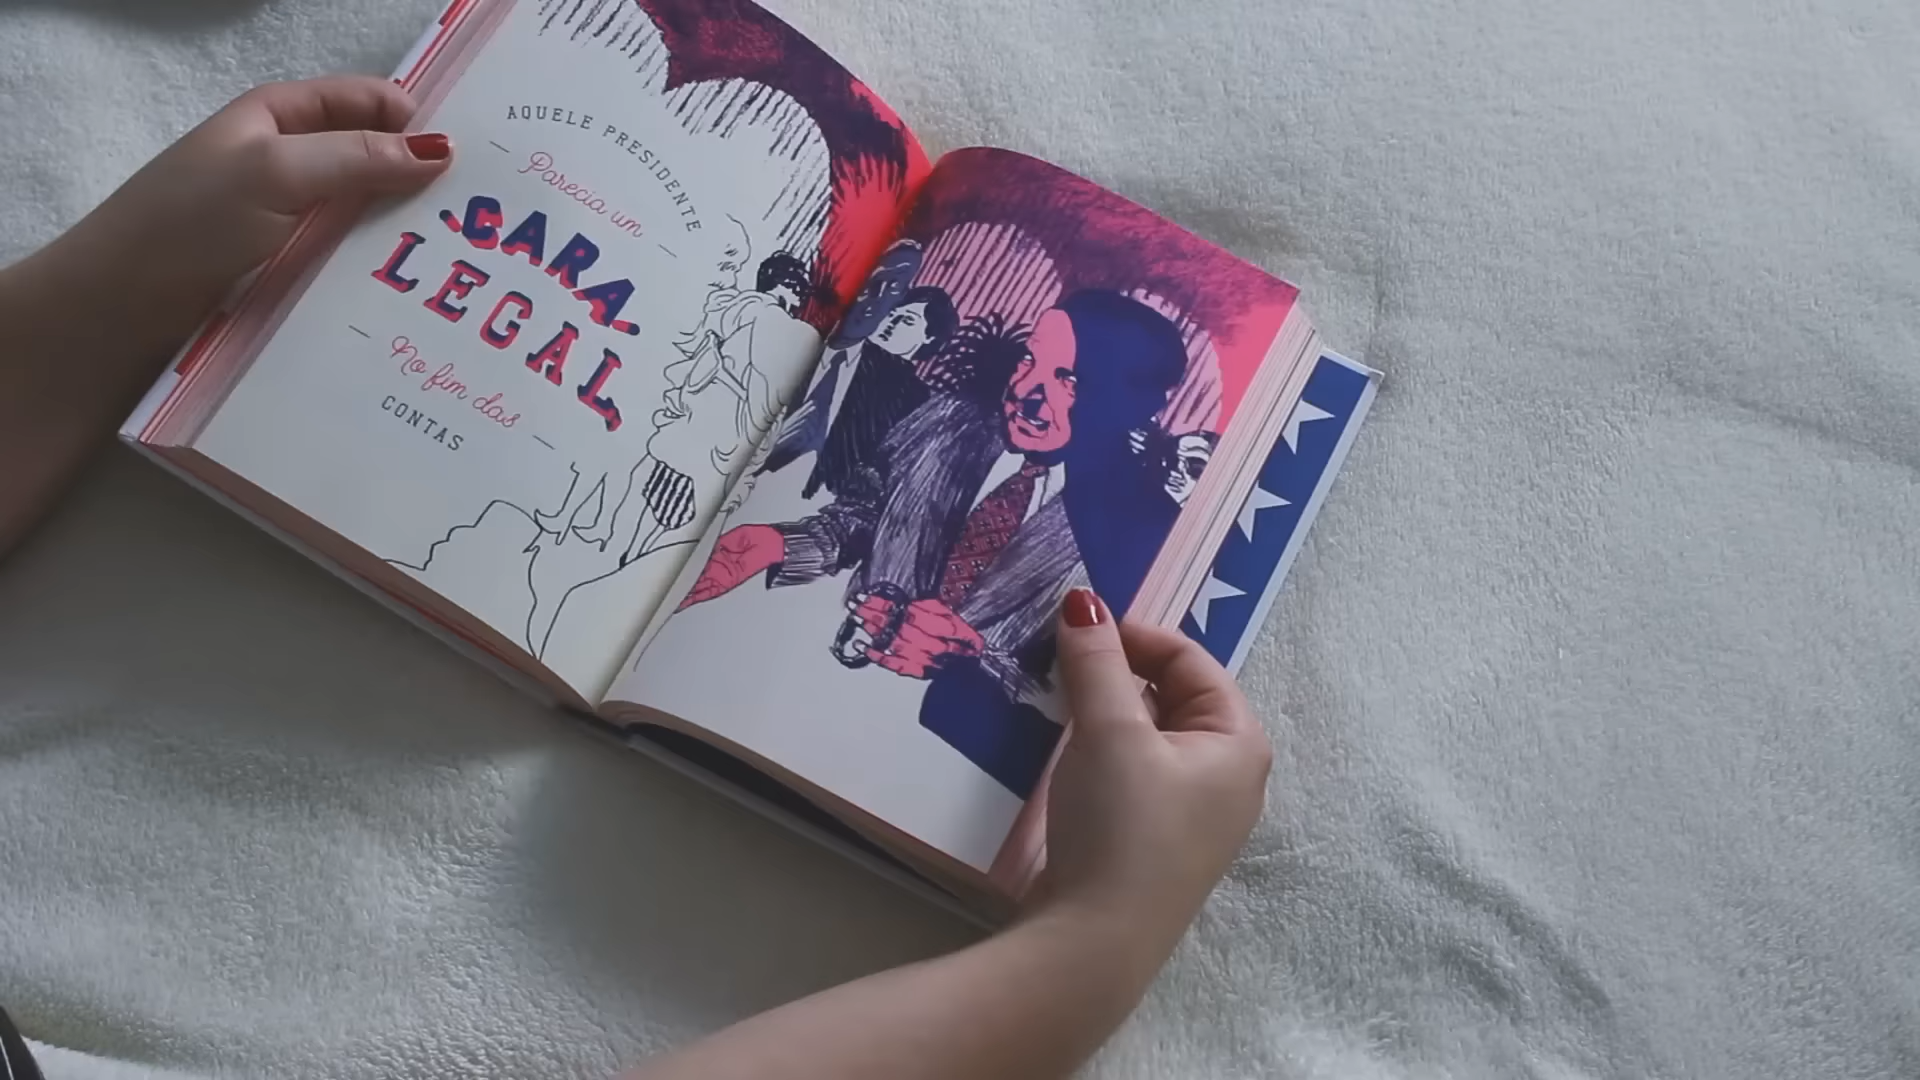 AQUELE PRESIDENTE
Parecia um
CARA
LEGAL
No fim das
CONTAS